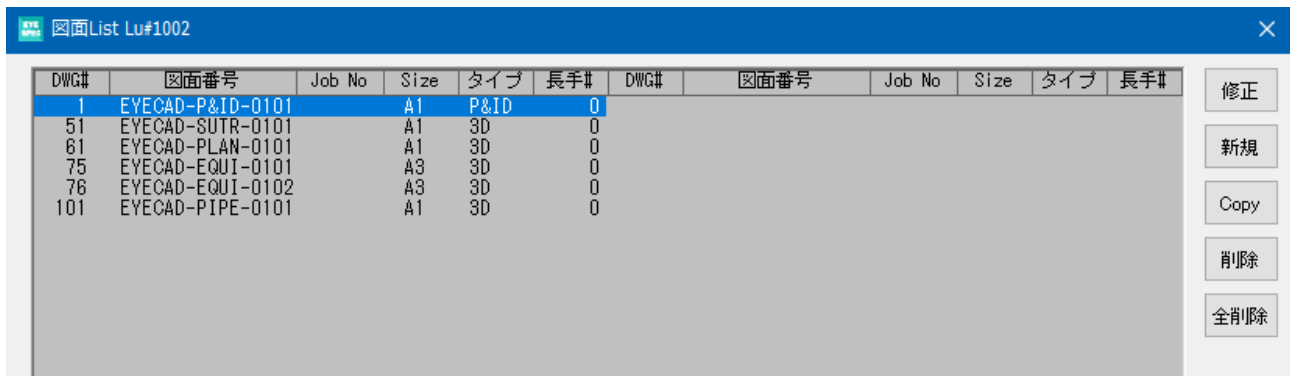 EYE
SPEC
図面List Lu#1002
DWG# 図面番号 Job No Size タイプ 長手# DWG# 図面番号 Job No Size タイプ 長手#
1 EYECAD-P&ID-0101 A1 P&ID 0
51 EYECAD-SUTR-0101 A1 3D 0
61 EYECAD-PLAN-0101 A1 3D 0
75 EYECAD-EQUI-0101 A3 3D 0
76 EYECAD-EQUI-0102 A3 3D 0
101 EYECAD-PIPE-0101 A1 3D 0
修正
新規
Copy
削除
全削除